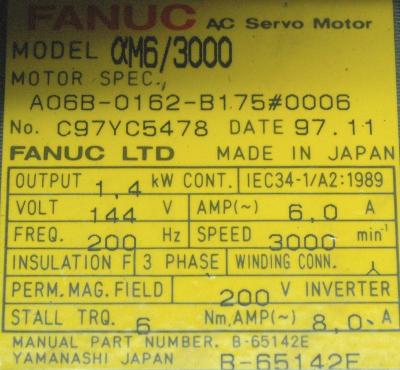 FANUC AC Servo Motor
MODEL αM6/3000
MOTOR SPEC.
A06B-0162-B175#0006
No. C97YC5478 DATE 97.11
FANUC LTD MADE IN JAPAN
OUTPUT 1,4 kW CONT. IEC34-1/A2:1989
VOLT 144 V AMP(~) 6,0 A
FREQ. 200 Hz SPEED 3000 min⁻¹
INSULATION F 3 PHASE WINDING CONN. 人
PERM. MAG. FIELD 200 V INVERTER
STALL TRQ. 6 Nm, AMP(~) 8,0 A
MANUAL PART NUMBER. B-65142E
YAMANASHI JAPAN B-65142E